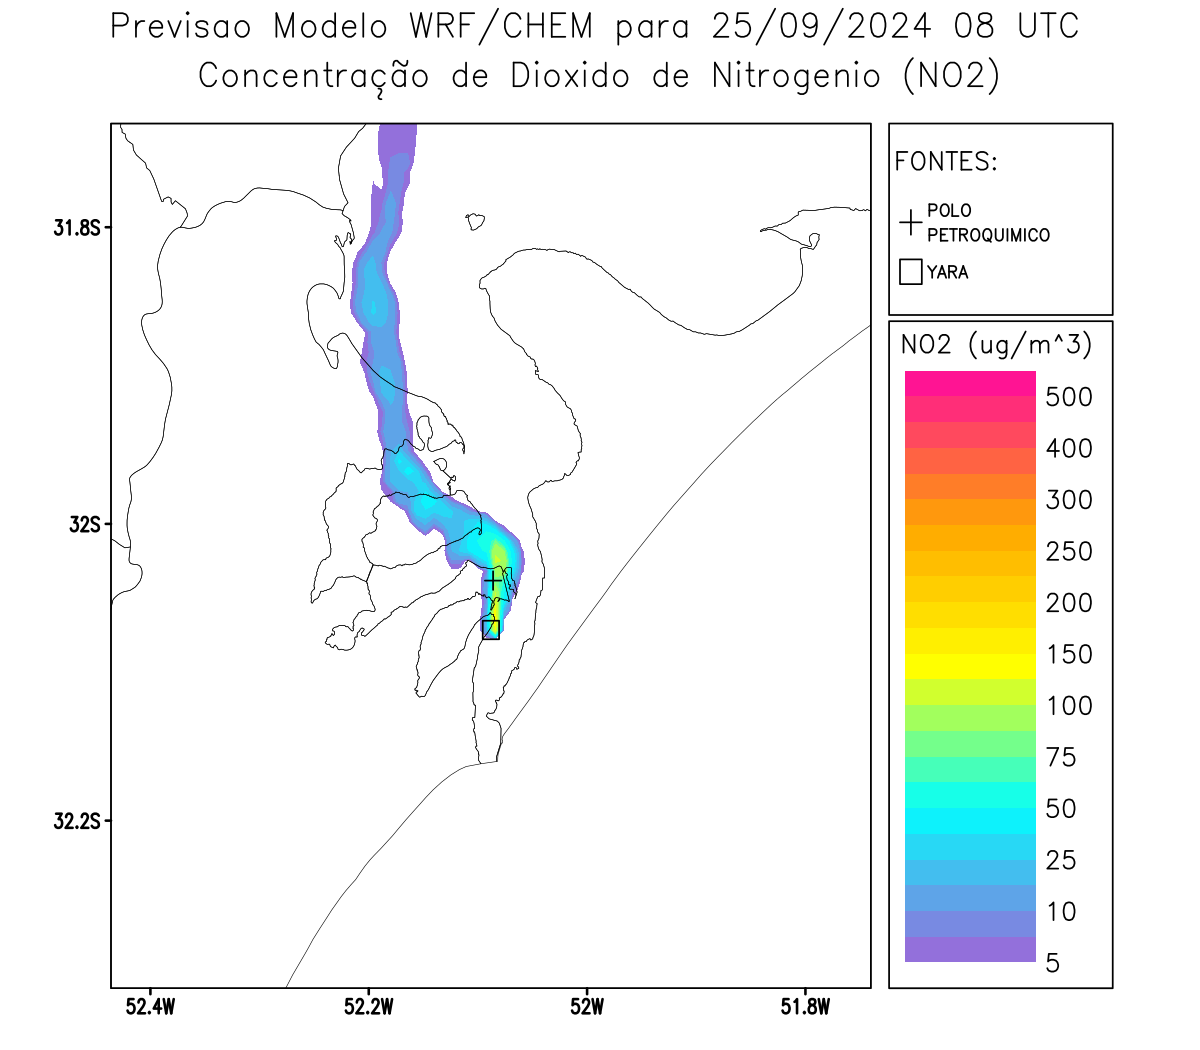 Previsao Modelo WRF/CHEM para 25/09/2024 08 UTC
Concentração de Dioxido de Nitrogenio (NO2)
FONTES:
POLO
PETROQUIMICO
YARA
NO2 (ug/m^3)
500
400
300
250
200
150
100
75
50
25
10
5
31.8S
32S
32.2S
52.4W
52.2W
52W
51.8W